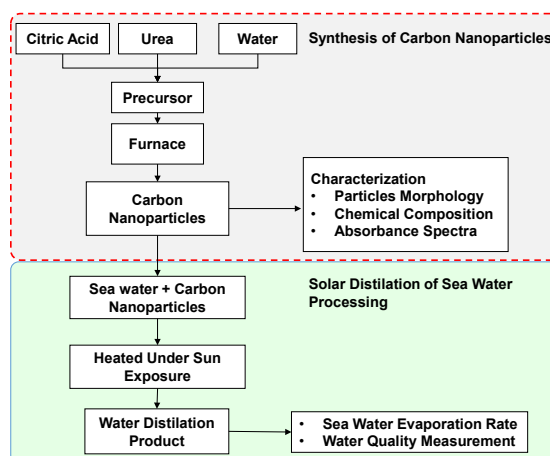 Citric Acid
Urea
Water
Synthesis of Carbon Nanoparticles
Precursor
Furnace
Carbon
Nanoparticles
Characterization
• Particles Morphology
• Chemical Composition
• Absorbance Spectra
Sea water + Carbon
Nanoparticles
Solar Distilation of Sea Water
Processing
Heated Under Sun
Exposure
Water Distilation
Product
• Sea Water Evaporation Rate
• Water Quality Measurement